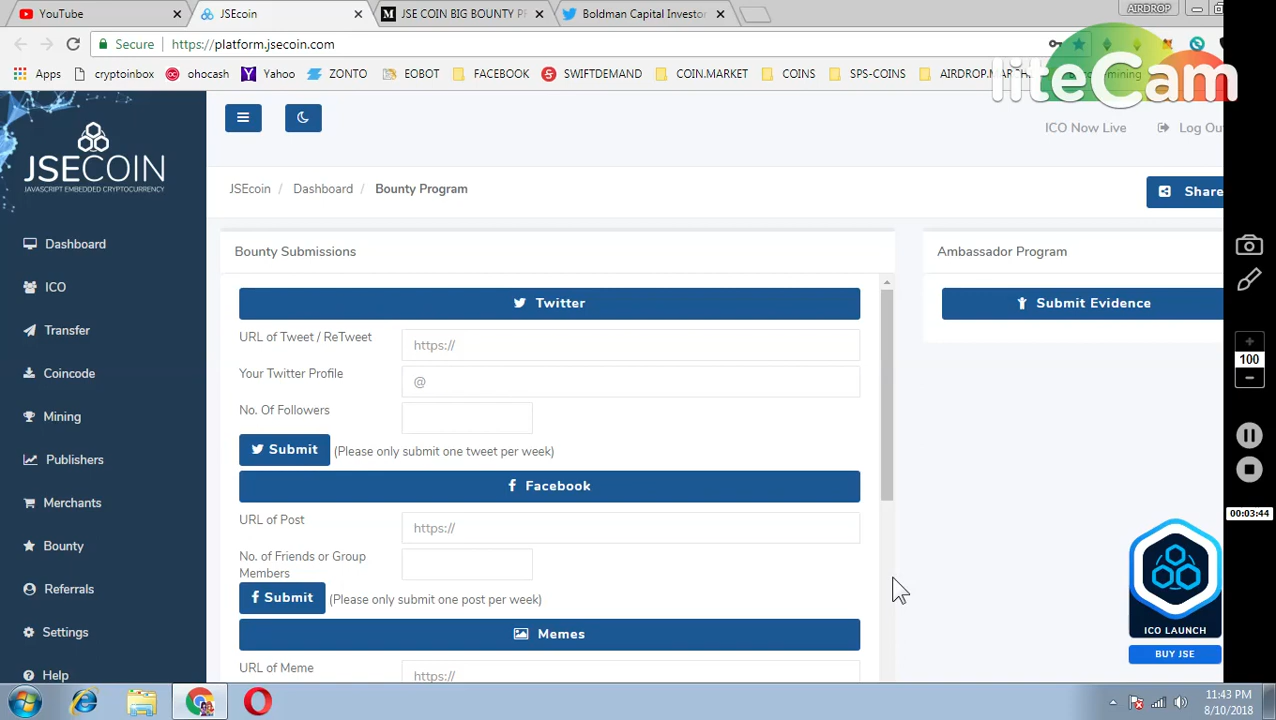 YouTube
JSEcoin
JSE COIN BIG BOUNTY
Boldman Capital Investor
AIRDROP
Secure
https://platform.jsecoin.com
Apps
cryptoinbox
ohocash
Yahoo
ZONTO
EOBOT
FACEBOOK
SWIFTDEMAND
COIN.MARKET
COINS
SPS-COINS
mining
liteCam
JSECOIN
JAVASCRIPT EMBEDDED CRYPTOCURRENCY
ICO Now Live
Log Ou
JSEcoin / Dashboard / Bounty Program
Share
Dashboard
ICO
Transfer
Coincode
Mining
Publishers
Merchants
Bounty
Referrals
Settings
Help
Bounty Submissions
Twitter
URL of Tweet / ReTweet
https://
Your Twitter Profile
@
No. Of Followers
Submit
(Please only submit one tweet per week)
Facebook
URL of Post
https://
No. of Friends or Group
Members
Submit
(Please only submit one post per week)
Memes
URL of Meme
https://
Ambassador Program
Submit Evidence
100
00:03:44
ICO LAUNCH
BUY JSE
11:43 PM
8/10/2018